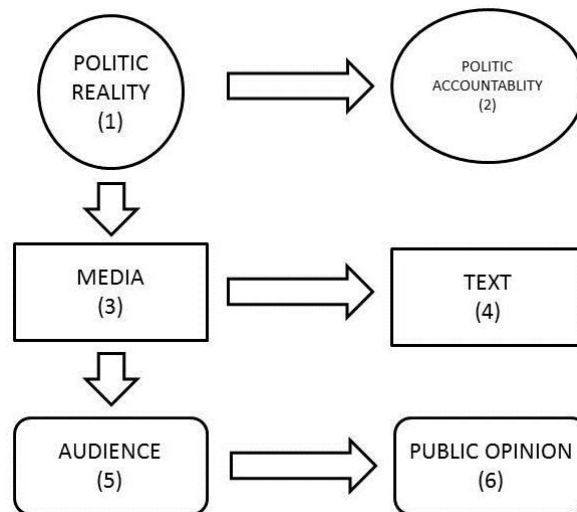 POLITIC
REALITY
(1)
POLITIC
ACCOUNTABLITY
(2)
MEDIA
(3)
TEXT
(4)
AUDIENCE
(5)
PUBLIC OPINION
(6)